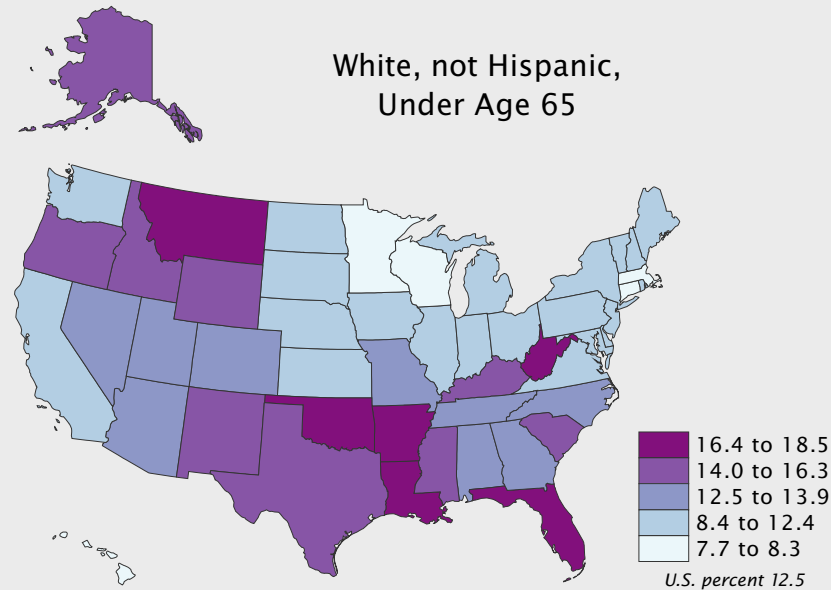 White, not Hispanic,
Under Age 65
16.4 to 18.5
14.0 to 16.3
12.5 to 13.9
8.4 to 12.4
7.7 to 8.3
U.S. percent 12.5